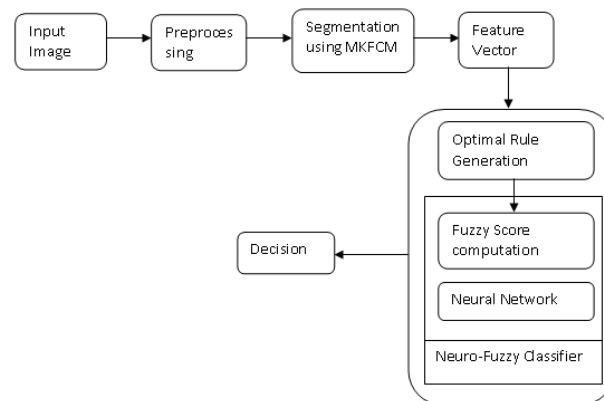 Input
Image
Preproces
sing
Segmentation
using MKFCM
Feature
Vector
Optimal Rule
Generation
Fuzzy Score
computation
Neural Network
Neuro-Fuzzy Classifier
Decision